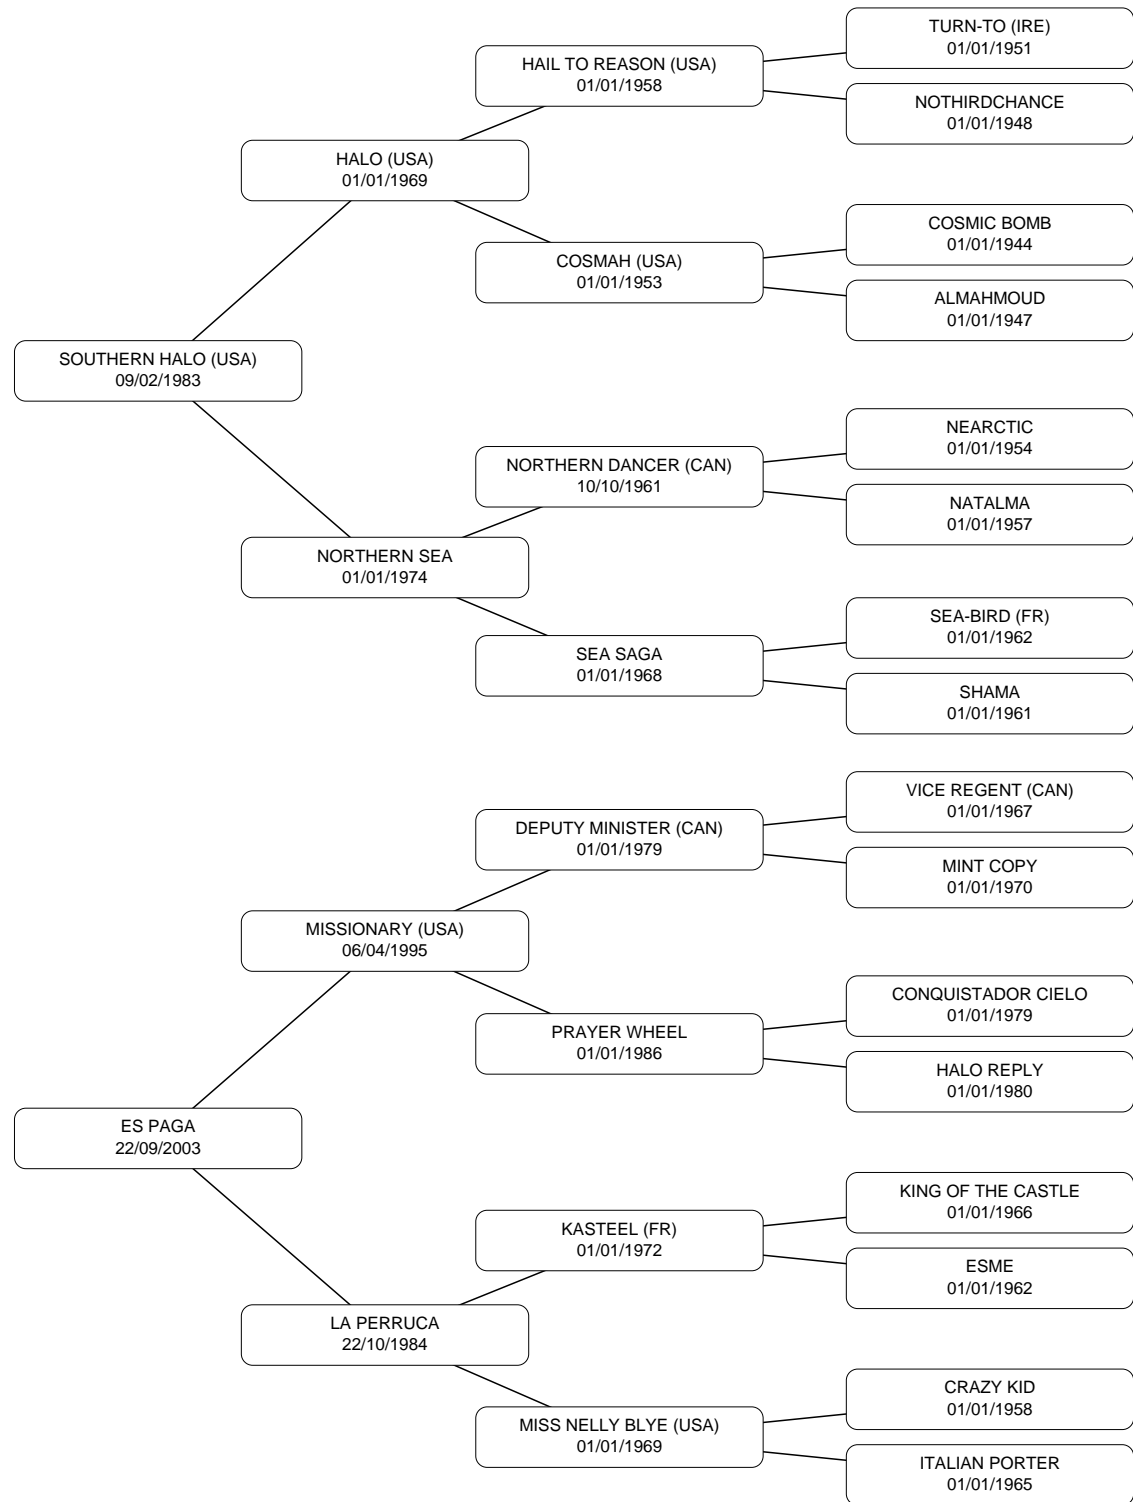 TURN-TO (IRE)
01/01/1951
HAIL TO REASON (USA)
01/01/1958
NOTHIRDCHANCE
01/01/1948
HALO (USA)
01/01/1969
COSMIC BOMB
01/01/1944
COSMAH (USA)
01/01/1953
ALMAHMOUD
01/01/1947
SOUTHERN HALO (USA)
09/02/1983
NEARCTIC
01/01/1954
NORTHERN DANCER (CAN)
10/10/1961
NATALMA
01/01/1957
NORTHERN SEA
01/01/1974
SEA-BIRD (FR)
01/01/1962
SEA SAGA
01/01/1968
SHAMA
01/01/1961
VICE REGENT (CAN)
01/01/1967
DEPUTY MINISTER (CAN)
01/01/1979
MINT COPY
01/01/1970
MISSIONARY (USA)
06/04/1995
CONQUISTADOR CIELO
01/01/1979
PRAYER WHEEL
01/01/1986
HALO REPLY
01/01/1980
ES PAGA
22/09/2003
KING OF THE CASTLE
01/01/1966
KASTEEL (FR)
01/01/1972
ESME
01/01/1962
LA PERRUCA
22/10/1984
CRAZY KID
01/01/1958
MISS NELLY BLYE (USA)
01/01/1969
ITALIAN PORTER
01/01/1965